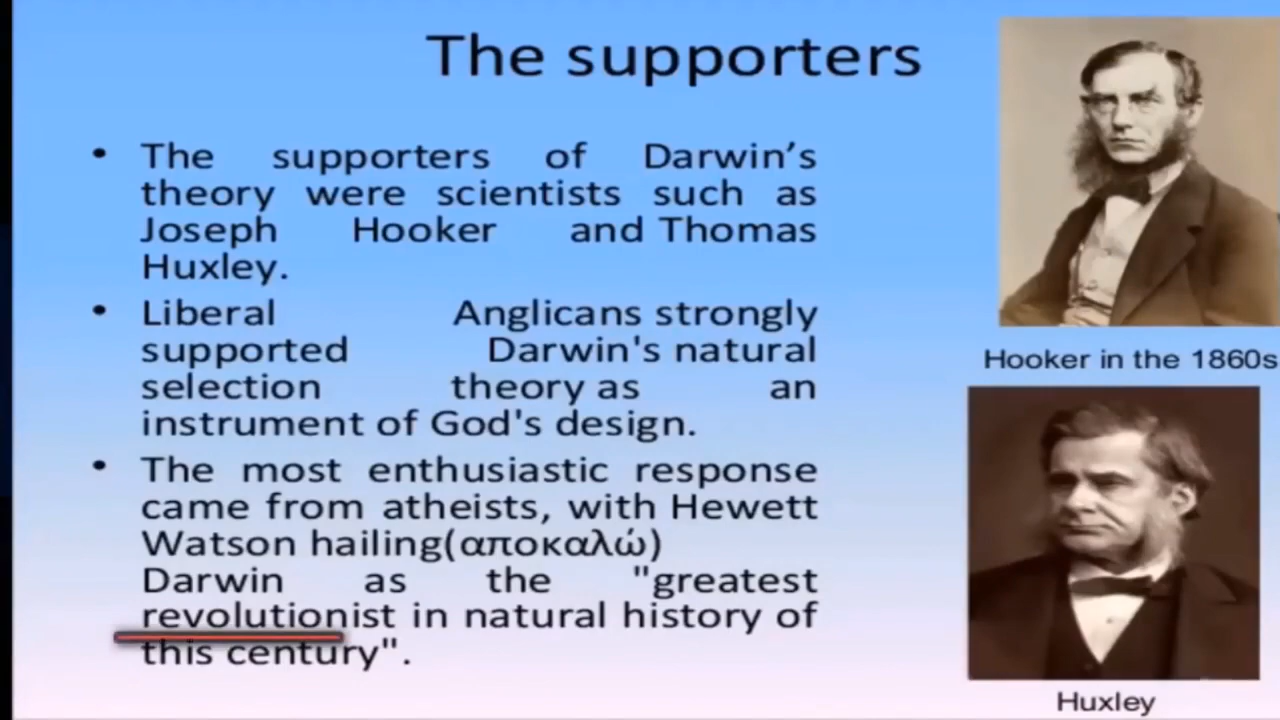 The supporters
• The supporters of Darwin's
theory were scientists such as
Joseph Hooker and Thomas
Huxley.
• Liberal Anglicans strongly
supported Darwin's natural
selection theory as an
instrument of God's design.
• The most enthusiastic response
came from atheists, with Hewett
Watson hailing(αποκαλώ)
Darwin as the "greatest
revolutionist in natural history of
this century".
Hooker in the 1860s
Huxley